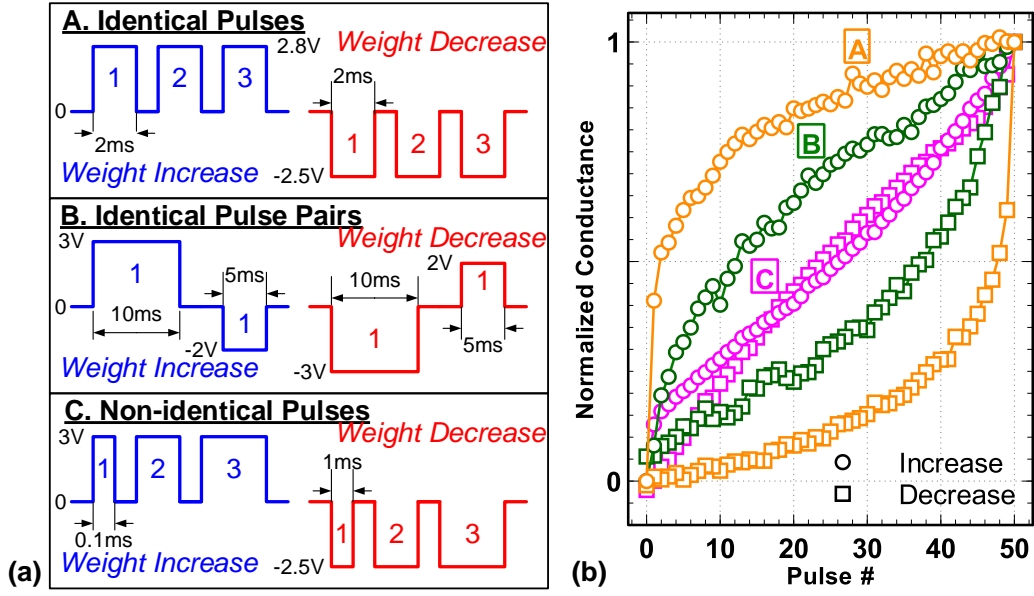 A. Identical Pulses
2.8V
Weight Decrease
1 2 3
2ms
0
1 2 3
2ms
Weight Increase
-2.5V
B. Identical Pulse Pairs
3V
Weight Decrease
2V
1
5ms
10ms
1
0
10ms
1
1
5ms
-2V
Weight Increase
-3V
C. Non-identical Pulses
3V
Weight Decrease
1 2 3
1ms
0
1 2 3
0.1ms
Weight Increase
-2.5V
(a)
1
A
B
C
Normalized Conductance
Increase
Decrease
0
0 10 20 30 40 50
Pulse #
(b)